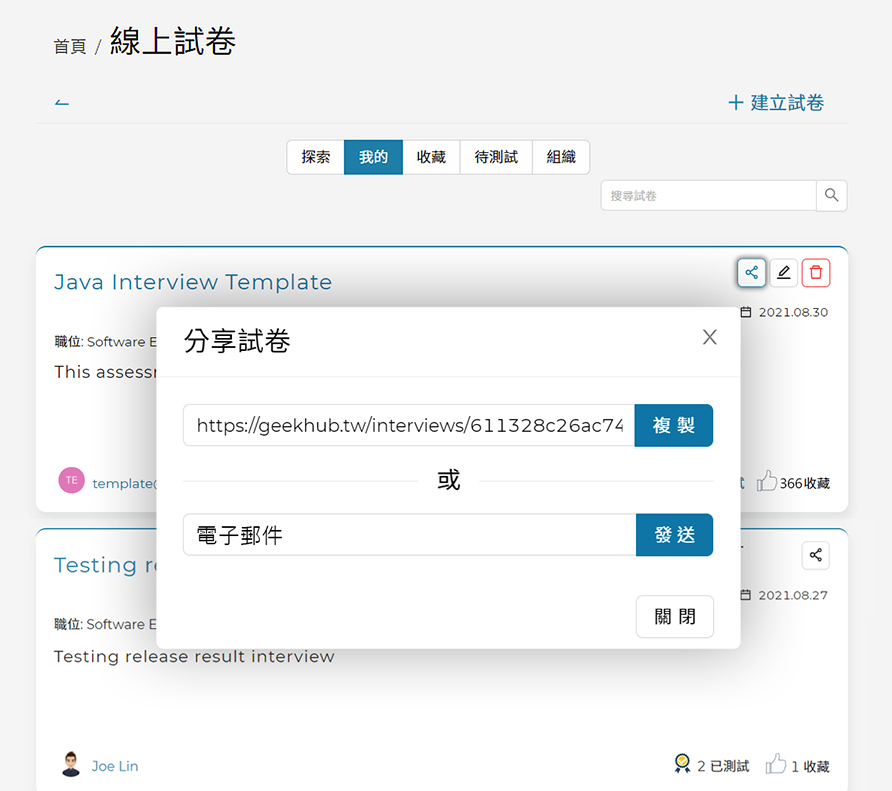 首頁 / 線上試卷
+ 建立試卷
探索 我的 收藏 待測試 組織
搜尋試卷
Java Interview Template
2021.08.30
職位: Software E
This assess
TE template@
366收藏
分享試卷
X
https://geekhub.tw/interviews/611328c26ac74
複製
或
電子郵件
發送
關閉
Testing re
2021.08.27
職位: Software E
Testing release result interview
Joe Lin
2 已測試 1 收藏